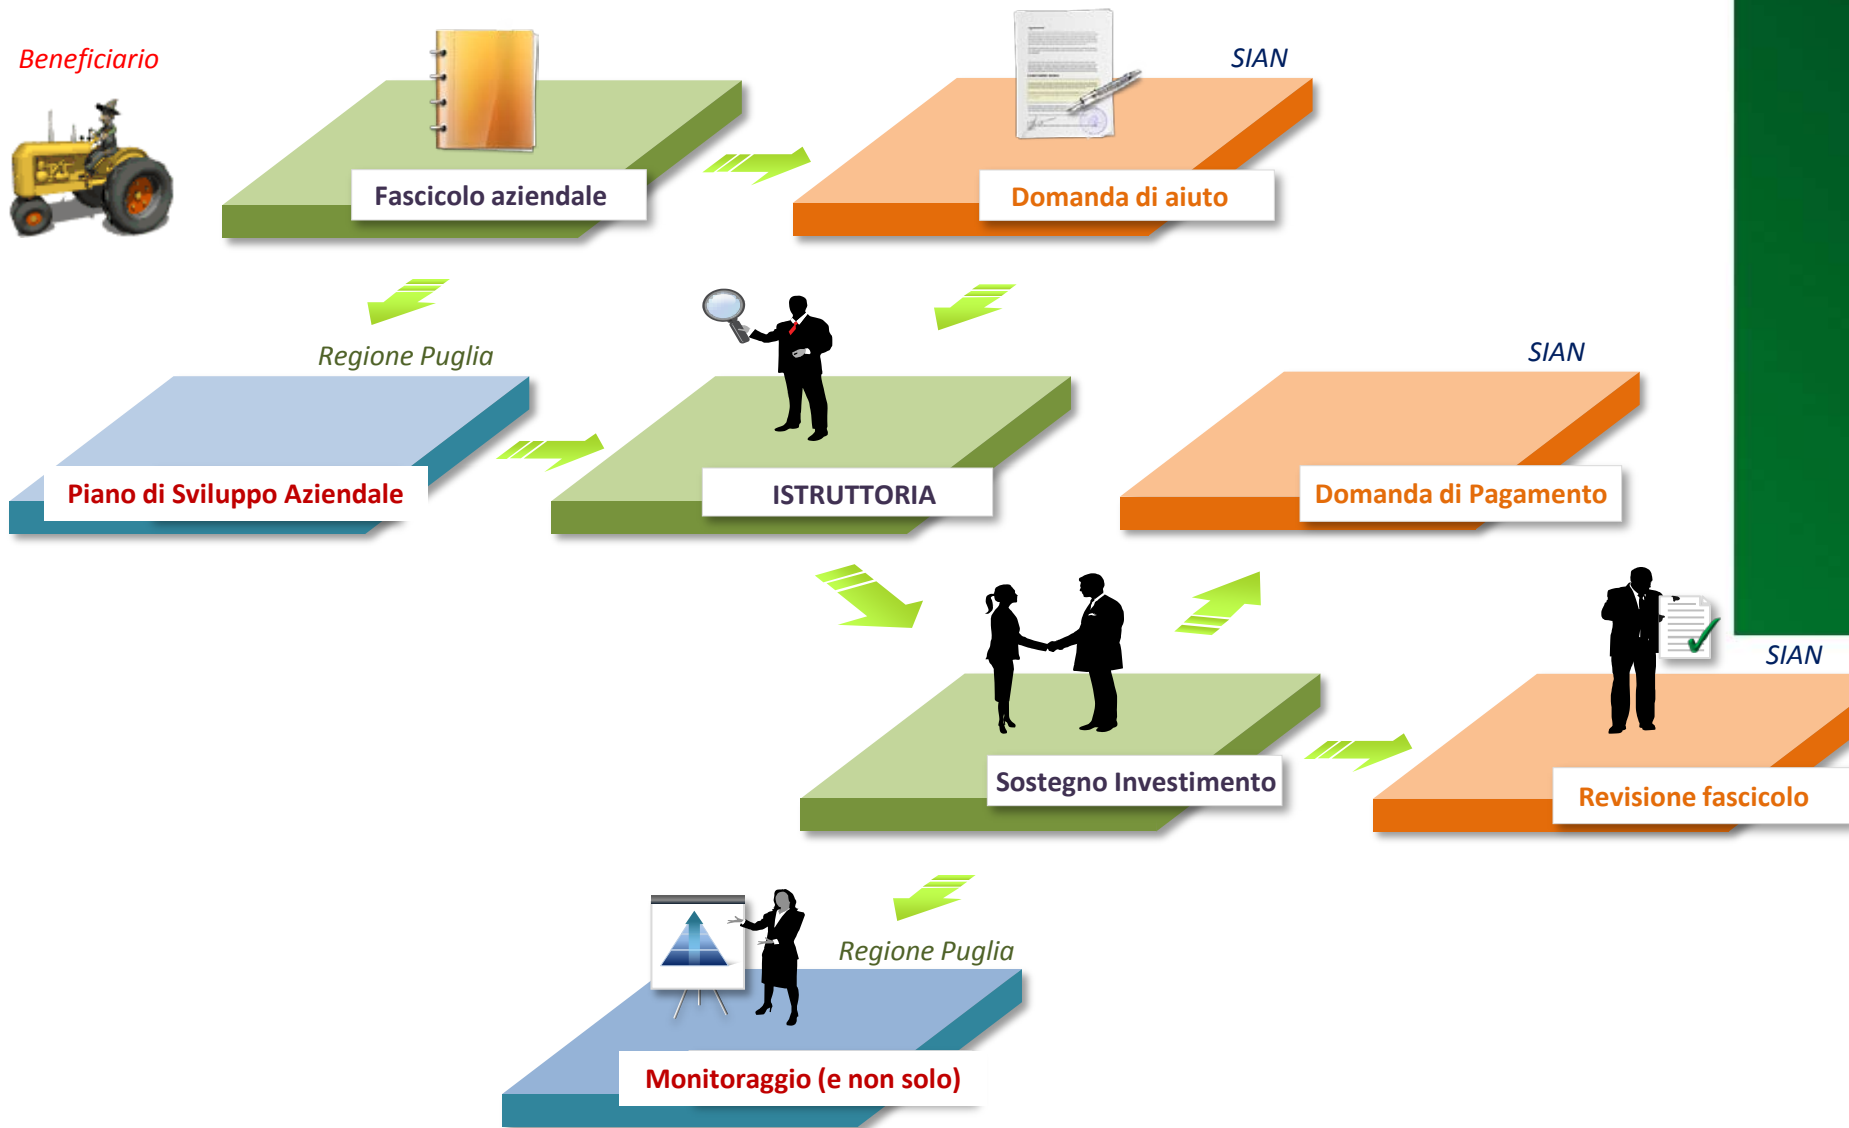 Beneficiario
SIAN
Fascicolo aziendale
Domanda di aiuto
Regione Puglia
SIAN
Piano di Sviluppo Aziendale
ISTRUTTORIA
Domanda di Pagamento
SIAN
Sostegno Investimento
Revisione fascicolo
Regione Puglia
Monitoraggio (e non solo)